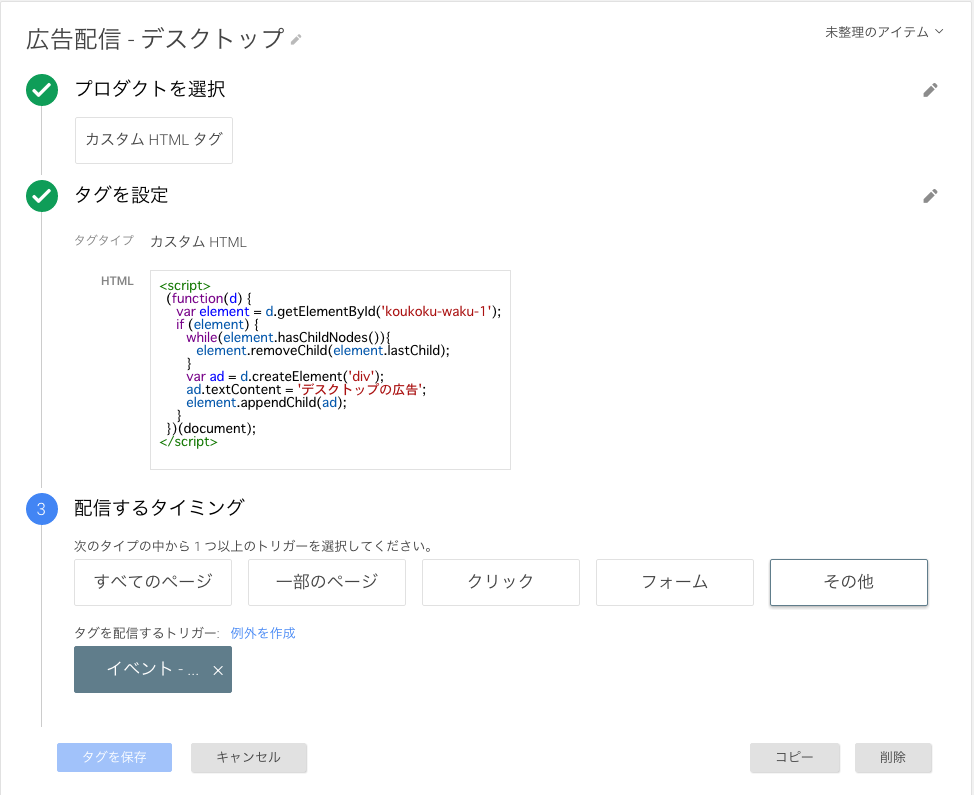 広告配信 - デスクトップ
未整理のアイテム
プロダクトを選択
カスタム HTML タグ
タグを設定
タグタイプ カスタム HTML
HTML
<script>
(function(d) {
var element = d.getElementById('koukoku-waku-1');
if (element) {
while(element.hasChildNodes()){
element.removeChild(element.lastChild);
}
var ad = d.createElement('div');
ad.textContent = 'デスクトップの広告';
element.appendChild(ad);
}
})(document);
</script>
3 配信するタイミング
次のタイプの中から 1 つ以上のトリガーを選択してください。
すべてのページ 一部のページ クリック フォーム その他
タグを配信するトリガー: 例外を作成
イベント - ... ×
タグを保存 キャンセル コピー 削除